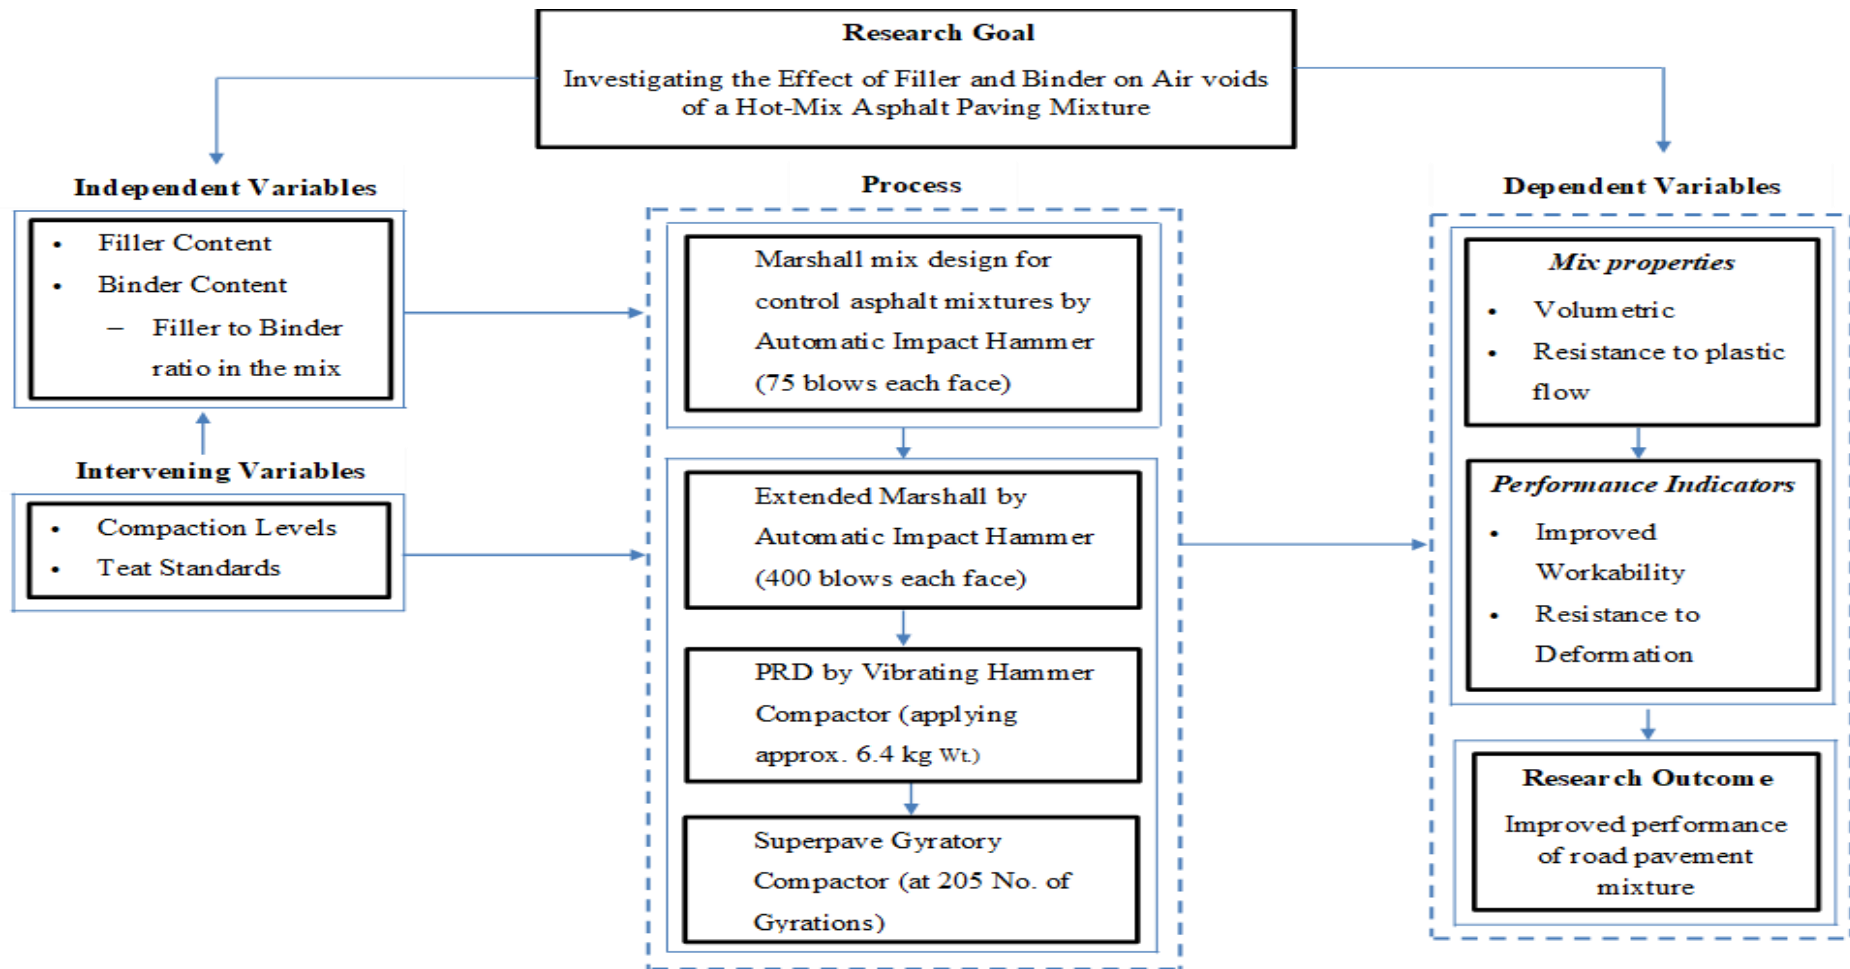 Research Goal
Investigating the Effect of Filler and Binder on Air voids
of a Hot-Mix Asphalt Paving Mixture
Independent Variables
• Filler Content
• Binder Content
– Filler to Binder
ratio in the mix
Intervening Variables
• Compaction Levels
• Teat Standards
Process
Marshall mix design for
control asphalt mixtures by
Automatic Impact Hammer
(75 blows each face)
Extended Marshall by
Automatic Impact Hammer
(400 blows each face)
PRD by Vibrating Hammer
Compactor (applying
approx. 6.4 kg Wt.)
Superpave Gyratory
Compactor (at 205 No. of
Gyrations)
Dependent Variables
Mix properties
• Volumetric
• Resistance to plastic
flow
Performance Indicators
• Improved
Workability
• Resistance to
Deformation
Research Outcome
Improved performance
of road pavement
mixture